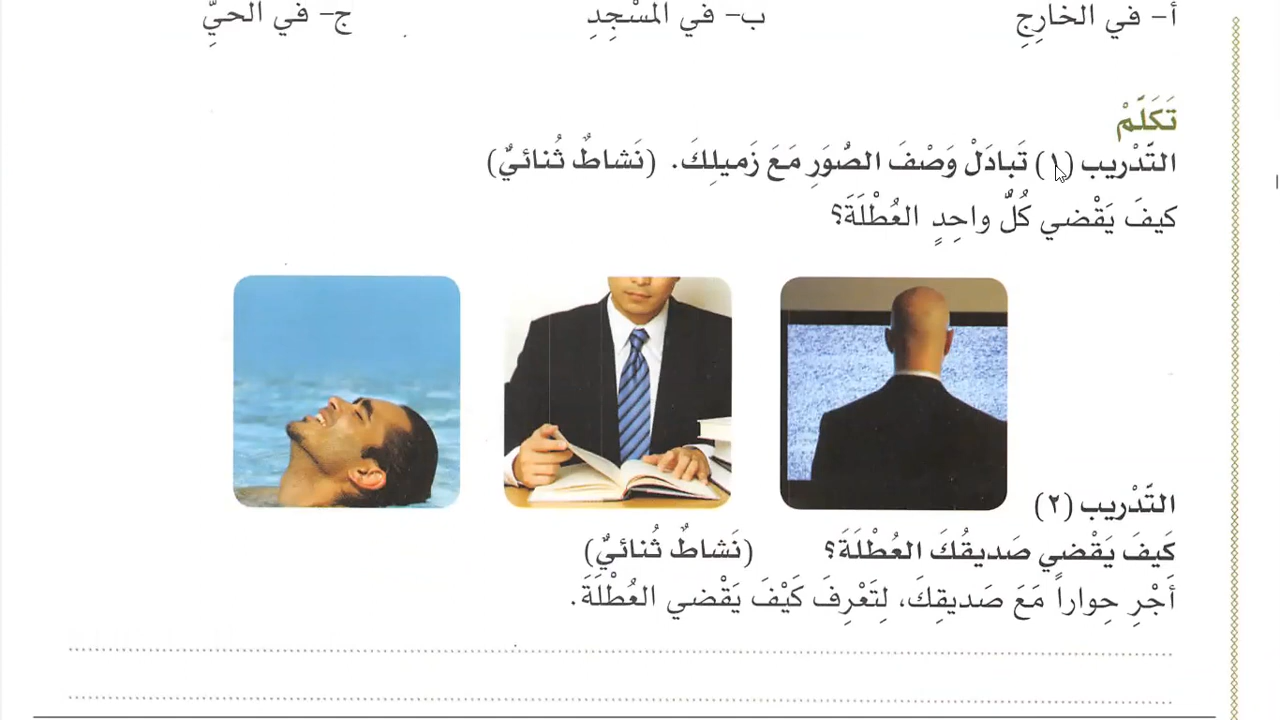 أ- في الخارِجِ ب- في المسْجِدِ ج- في الحيِّ
تَكَلَّمْ
التَّدْريب (١) تَبادَلْ وَصْفَ الصُّوَرِ مَعَ زَميلِكَ. (نَشاطٌ ثُنائيٌّ)
كيفَ يَقْضي كُلُّ واحِدٍ العُطْلَةَ؟
التَّدْريب (٢)
كَيفَ يَقْضي صَديقُكَ العُطْلَةَ؟ (نَشاطٌ ثُنائيٌّ)
أَجْرِ حِواراً مَعَ صَديقِكَ، لِتَعْرِفَ كَيْفَ يَقْضي العُطْلَةَ.